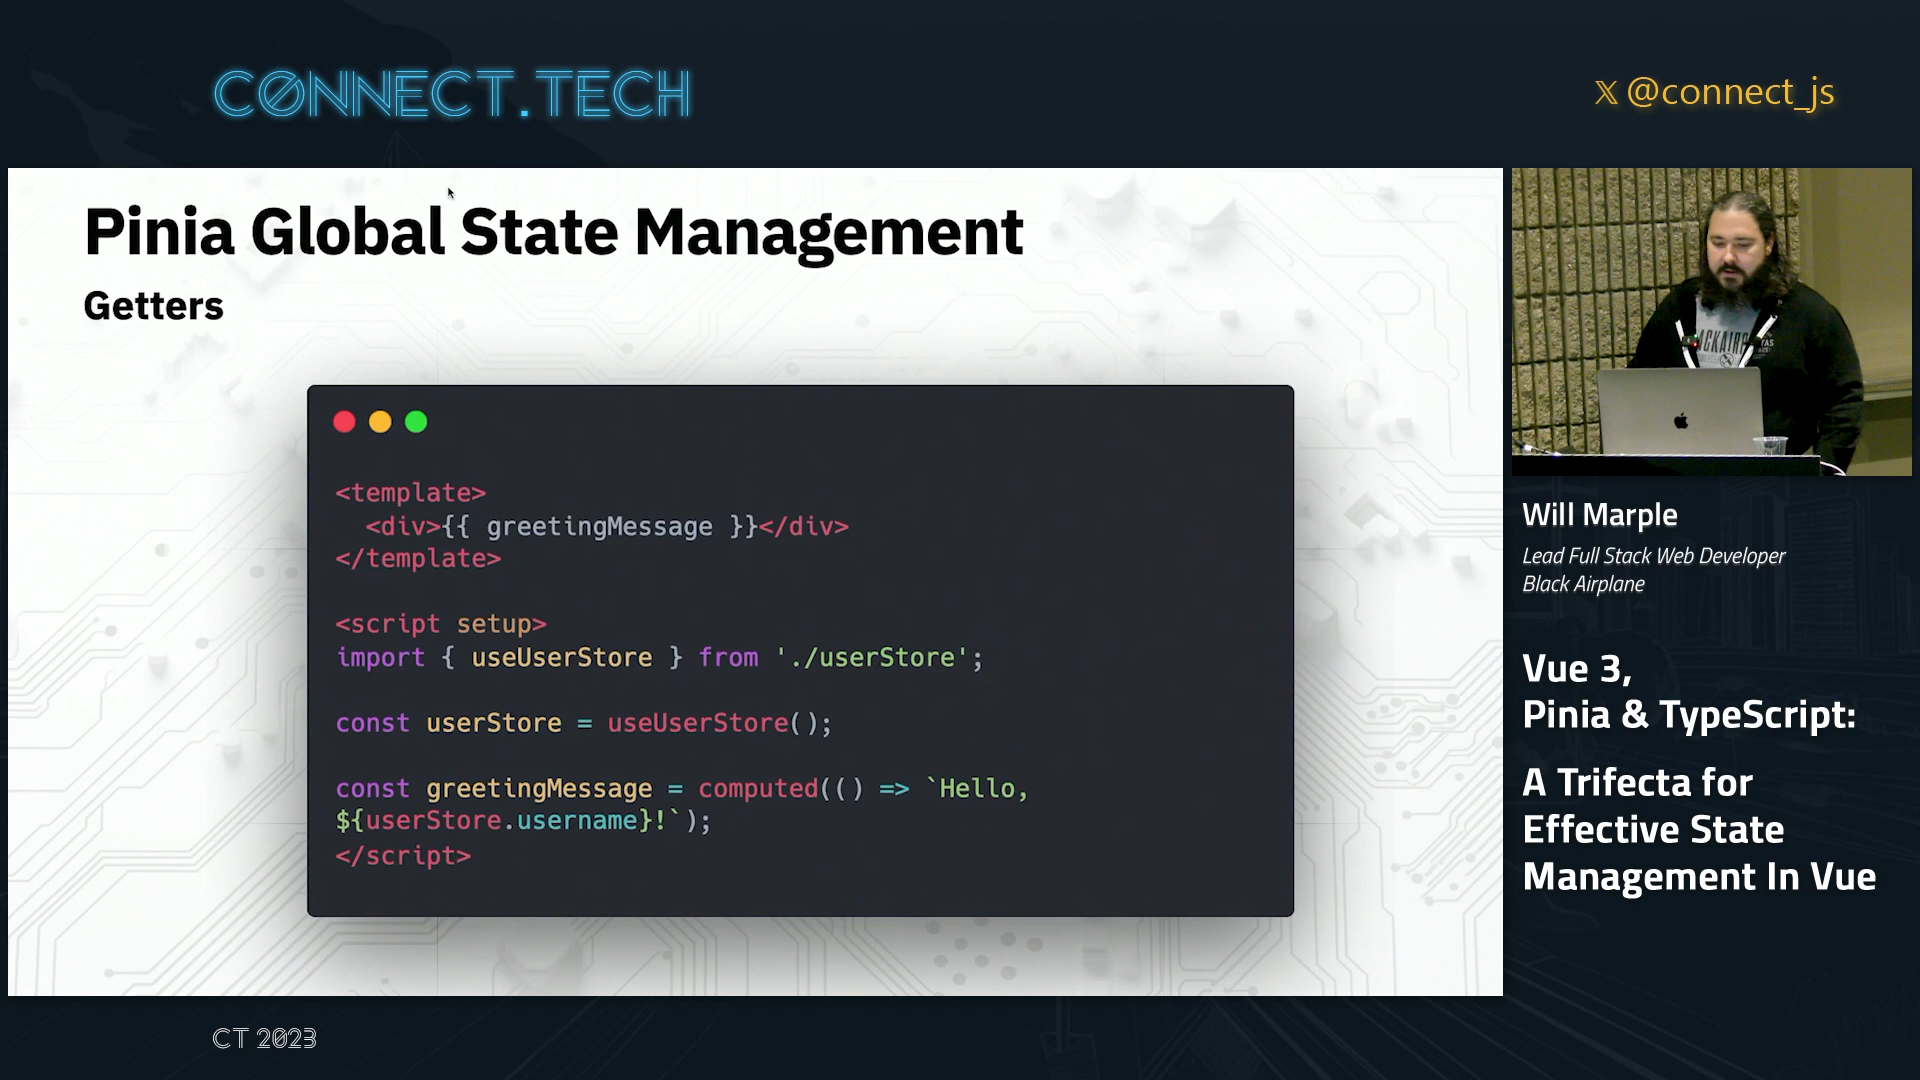 CONNECT.TECH
𝕏 @connect_js
Pinia Global State Management
Getters
<template>
  <div>{{ greetingMessage }}</div>
</template>
<script setup>
import { useUserStore } from './userStore';
const userStore = useUserStore();
const greetingMessage = computed(() => `Hello,
${userStore.username}!`);
</script>
Will Marple
Lead Full Stack Web Developer
Black Airplane
Vue 3,
Pinia & TypeScript:
A Trifecta for
Effective State
Management In Vue
CT 2023